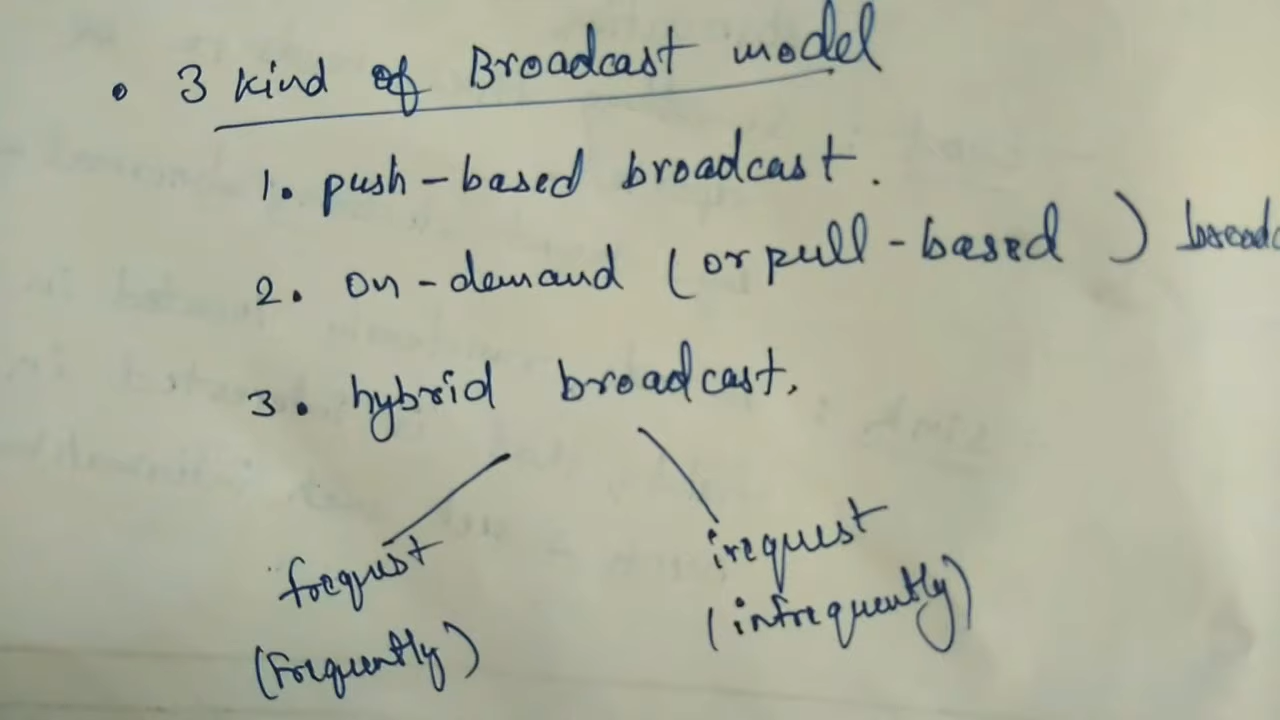 • 3 kind of Broadcast model
1. push-based broadcast.
2. on-demand (or pull-based) broadc
3. hybrid broadcast.
frequest irequest
(Frequently) (infrequently)